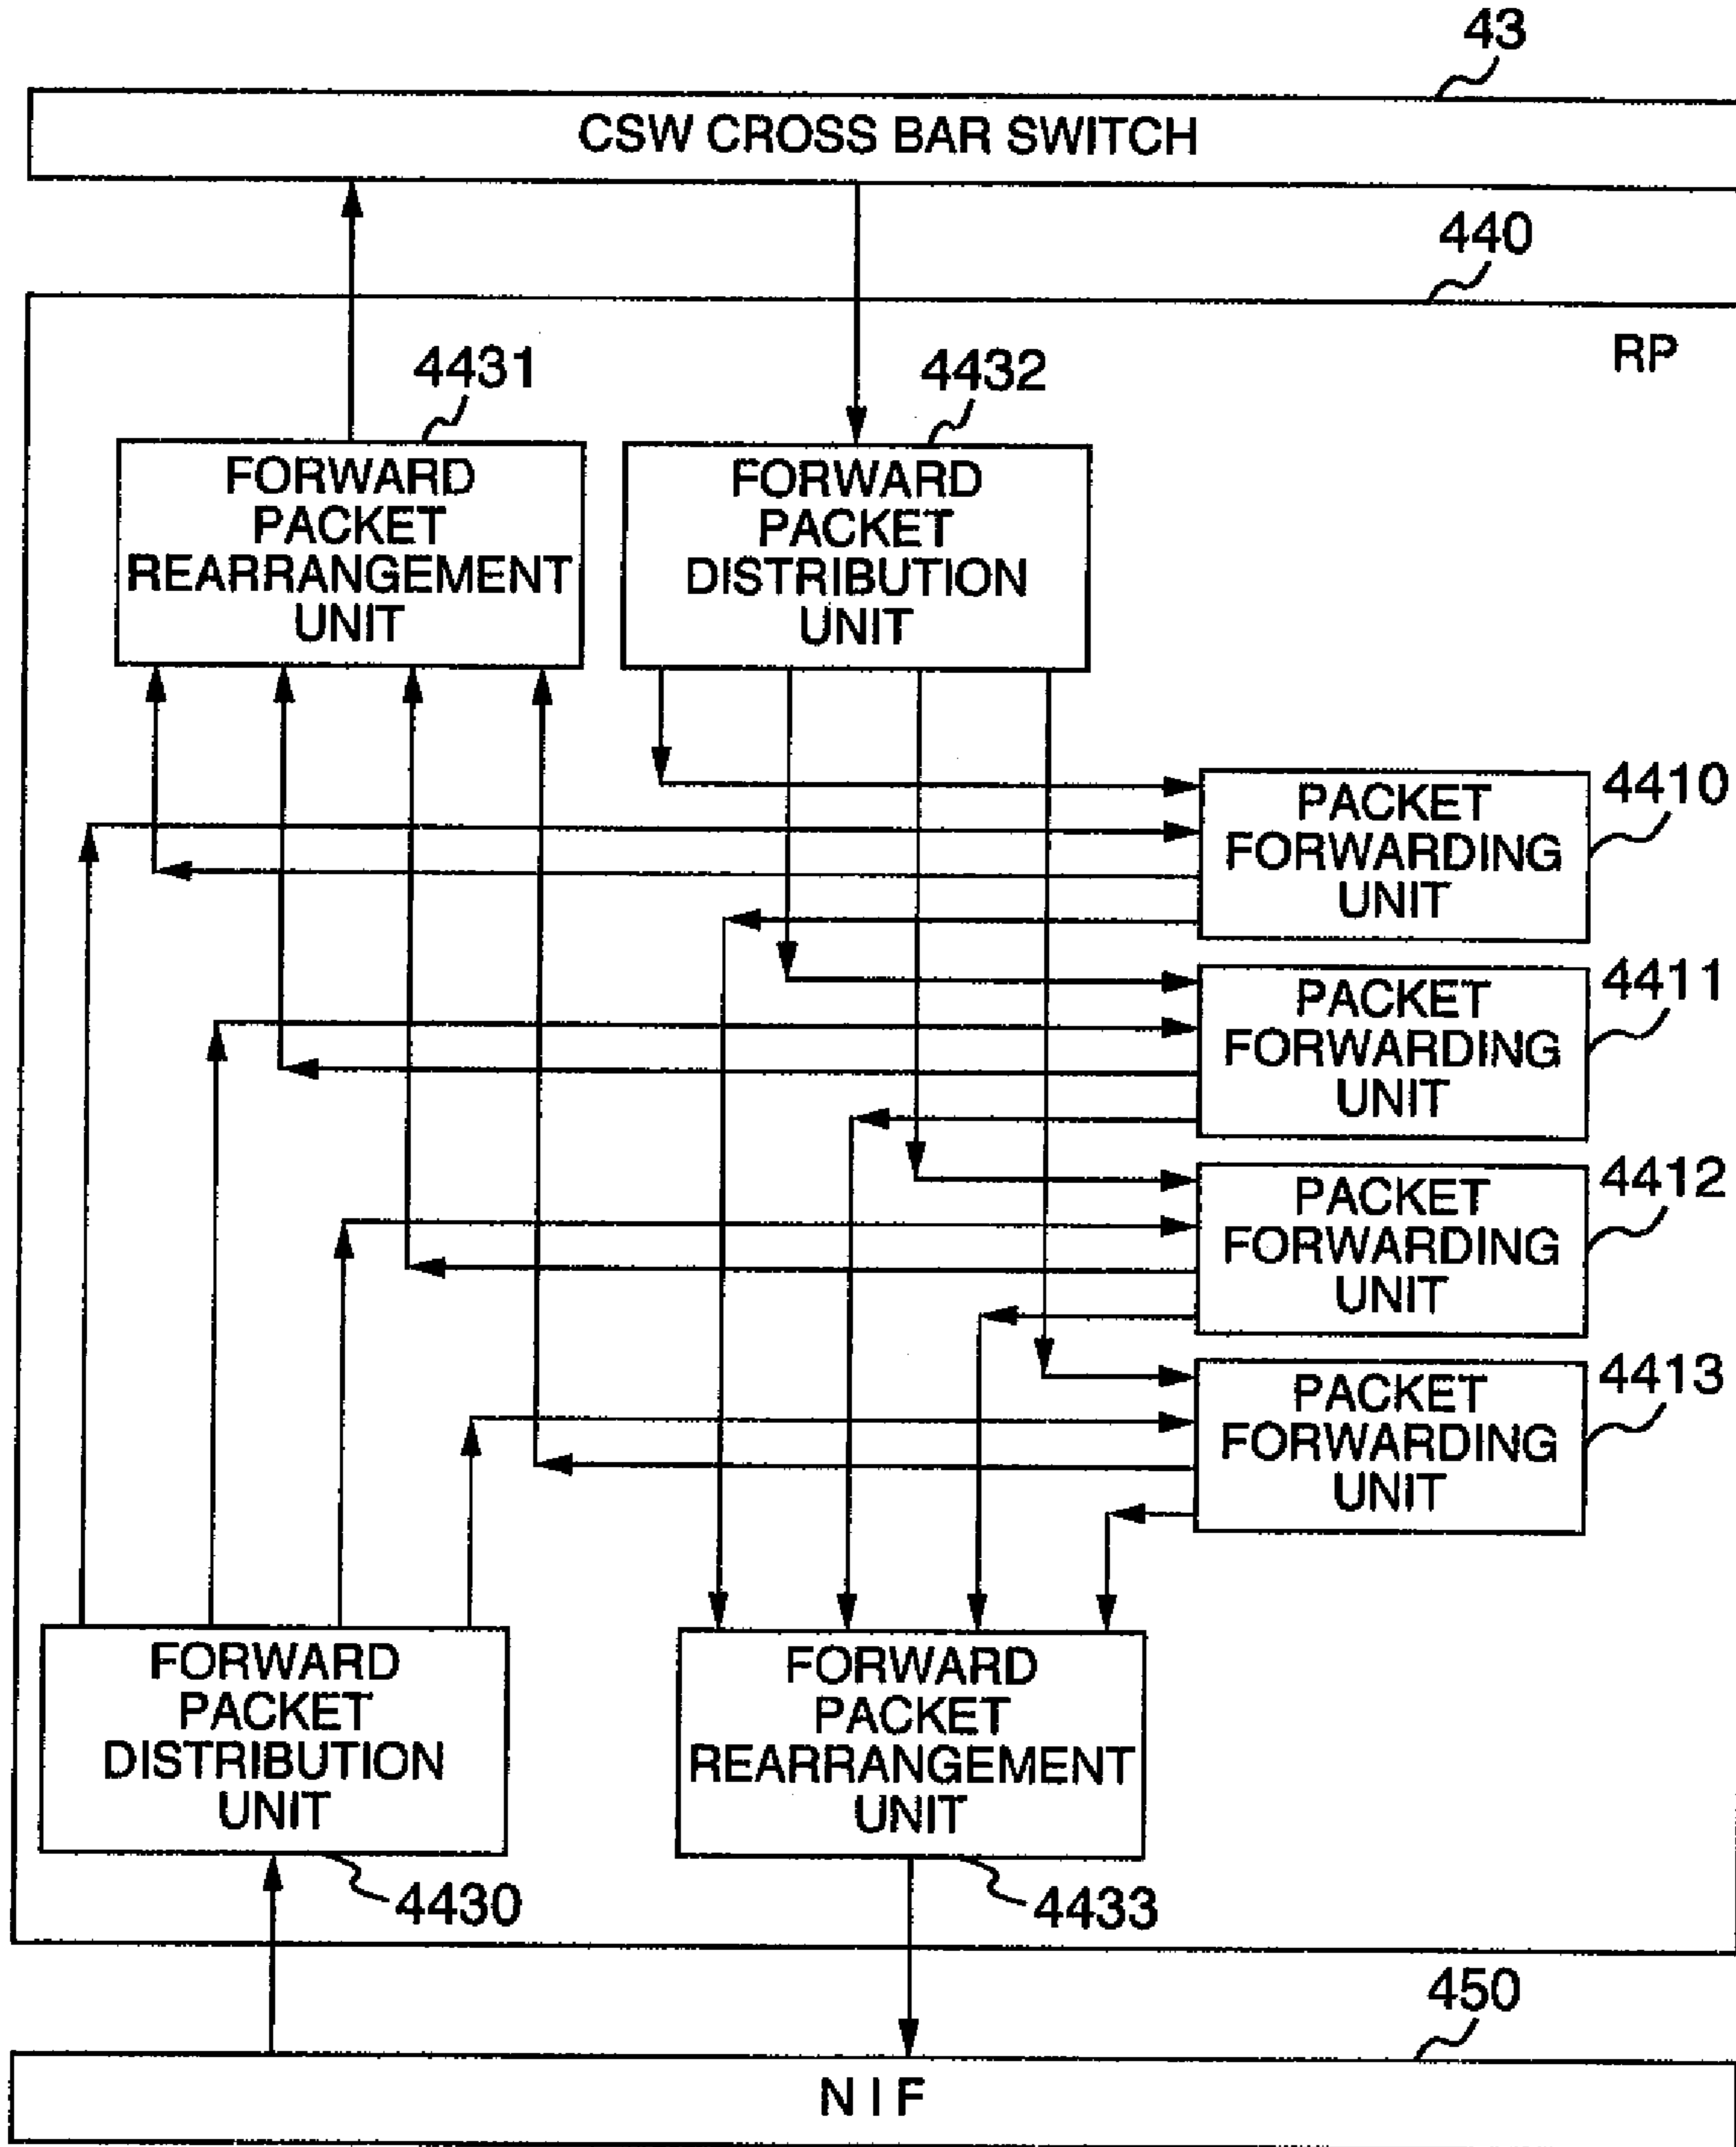 43
CSW CROSS BAR SWITCH
440
RP
4431
4432
FORWARD
PACKET
REARRANGEMENT
UNIT
FORWARD
PACKET
DISTRIBUTION
UNIT
PACKET
FORWARDING
UNIT
4410
PACKET
FORWARDING
UNIT
4411
PACKET
FORWARDING
UNIT
4412
PACKET
FORWARDING
UNIT
4413
FORWARD
PACKET
DISTRIBUTION
UNIT
FORWARD
PACKET
REARRANGEMENT
UNIT
4430
4433
450
NIF